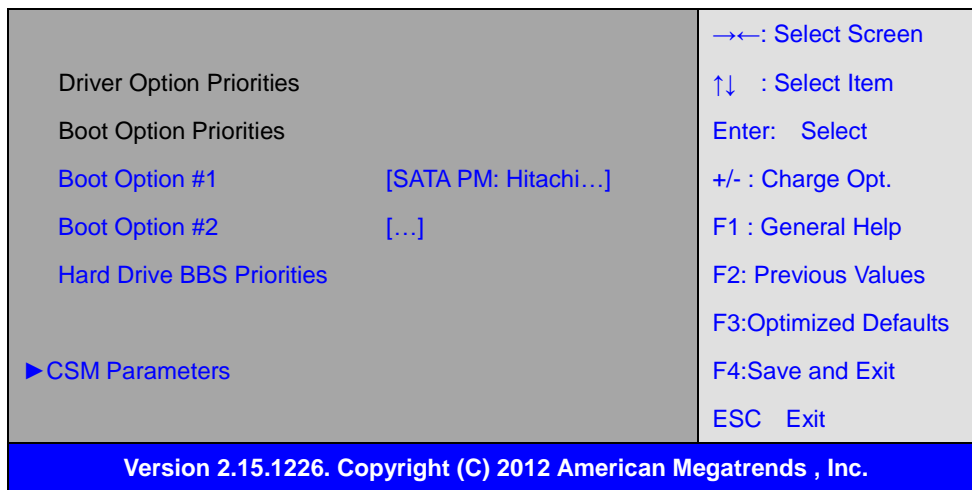 Driver Option Priorities
Boot Option Priorities
Boot Option #1 [SATA PM: Hitachi…]
Boot Option #2 […]
Hard Drive BBS Priorities
►CSM Parameters
→←: Select Screen
↑↓ : Select Item
Enter: Select
+/- : Charge Opt.
F1 : General Help
F2: Previous Values
F3:Optimized Defaults
F4:Save and Exit
ESC Exit
Version 2.15.1226. Copyright (C) 2012 American Megatrends , Inc.